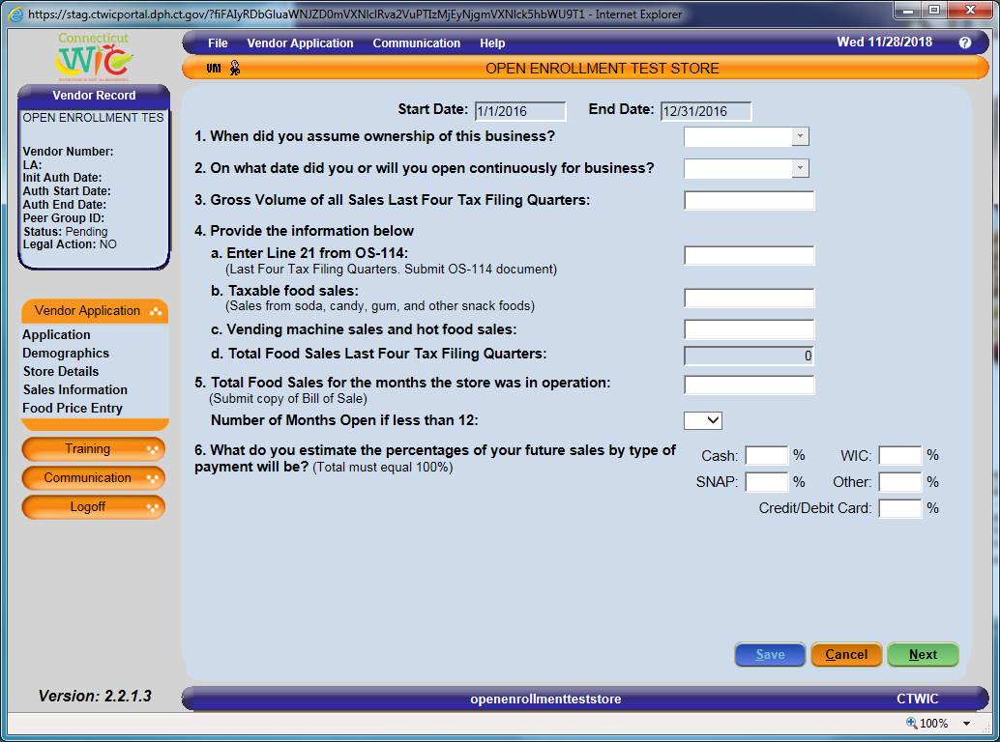 https://stag.ctwicportal.dph.ct.gov/?fiFAIyRDbGluaWNJZD0mVXNlclRva2VuPTIzMjEyNjgmVXNlck5hbWU9T1 - Internet Explorer
Connecticut
WIC
File Vendor Application Communication Help Wed 11/28/2018 ?
VMI OPEN ENROLLMENT TEST STORE
Vendor Record
OPEN ENROLLMENT TES
Vendor Number:
LA:
Init Auth Date:
Auth Start Date:
Auth End Date:
Peer Group ID:
Status: Pending
Legal Action: NO
Vendor Application
Application
Demographics
Store Details
Sales Information
Food Price Entry
Training
Communication
Logoff
Version: 2.2.1.3
Start Date: 1/1/2016 End Date: 12/31/2016
1. When did you assume ownership of this business?
2. On what date did you or will you open continuously for business?
3. Gross Volume of all Sales Last Four Tax Filing Quarters:
4. Provide the information below
a. Enter Line 21 from OS-114:
(Last Four Tax Filing Quarters. Submit OS-114 document)
b. Taxable food sales:
(Sales from soda, candy, gum, and other snack foods)
c. Vending machine sales and hot food sales:
d. Total Food Sales Last Four Tax Filing Quarters: 0
5. Total Food Sales for the months the store was in operation:
(Submit copy of Bill of Sale)
Number of Months Open if less than 12:
6. What do you estimate the percentages of your future sales by type of
payment will be? (Total must equal 100%)
Cash: % WIC: %
SNAP: % Other: %
Credit/Debit Card: %
Save Cancel Next
openenrollmentteststore CTWIC
100%